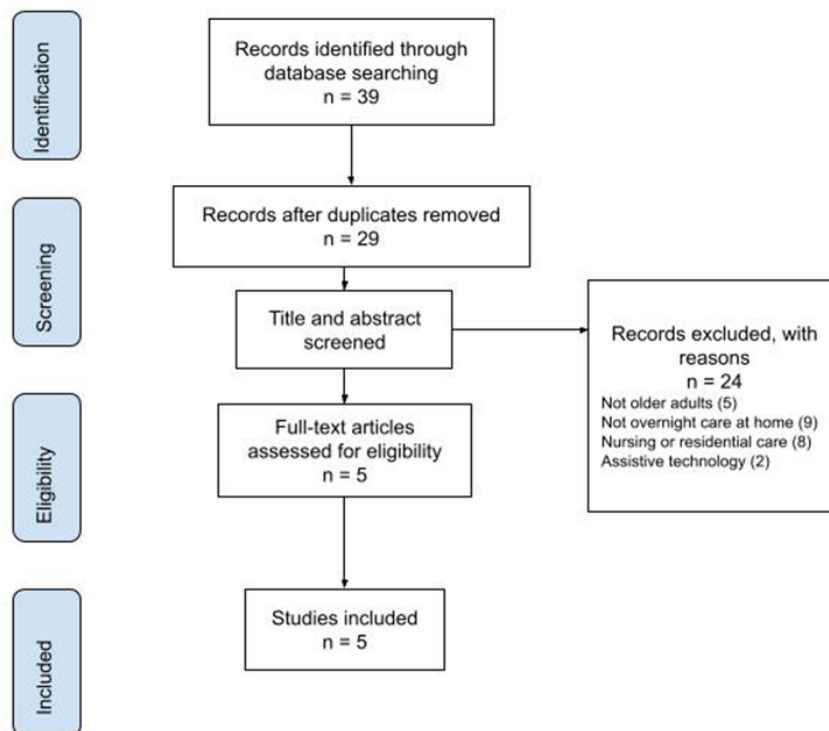 Identification
Records identified through
database searching
n = 39
Screening
Records after duplicates removed
n = 29
Title and abstract
screened
Records excluded, with
reasons
n = 24
Not older adults (5)
Not overnight care at home (9)
Nursing or residential care (8)
Assistive technology (2)
Eligibility
Full-text articles
assessed for eligibility
n = 5
Included
Studies included
n = 5